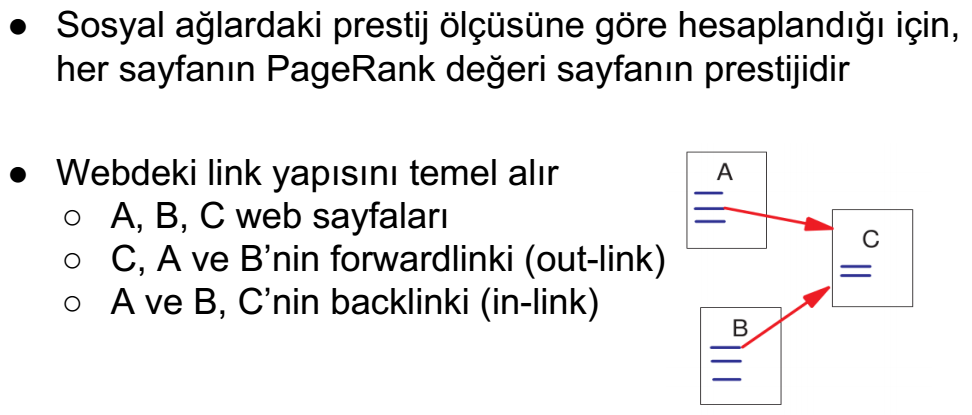 ● Sosyal ağlardaki prestij ölçüsüne göre hesaplandığı için,
her sayfanın PageRank değeri sayfanın prestijidir
● Webdeki link yapısını temel alır
○ A, B, C web sayfaları
○ C, A ve B’nin forwardlinki (out-link)
○ A ve B, C’nin backlinki (in-link)
A
C
B